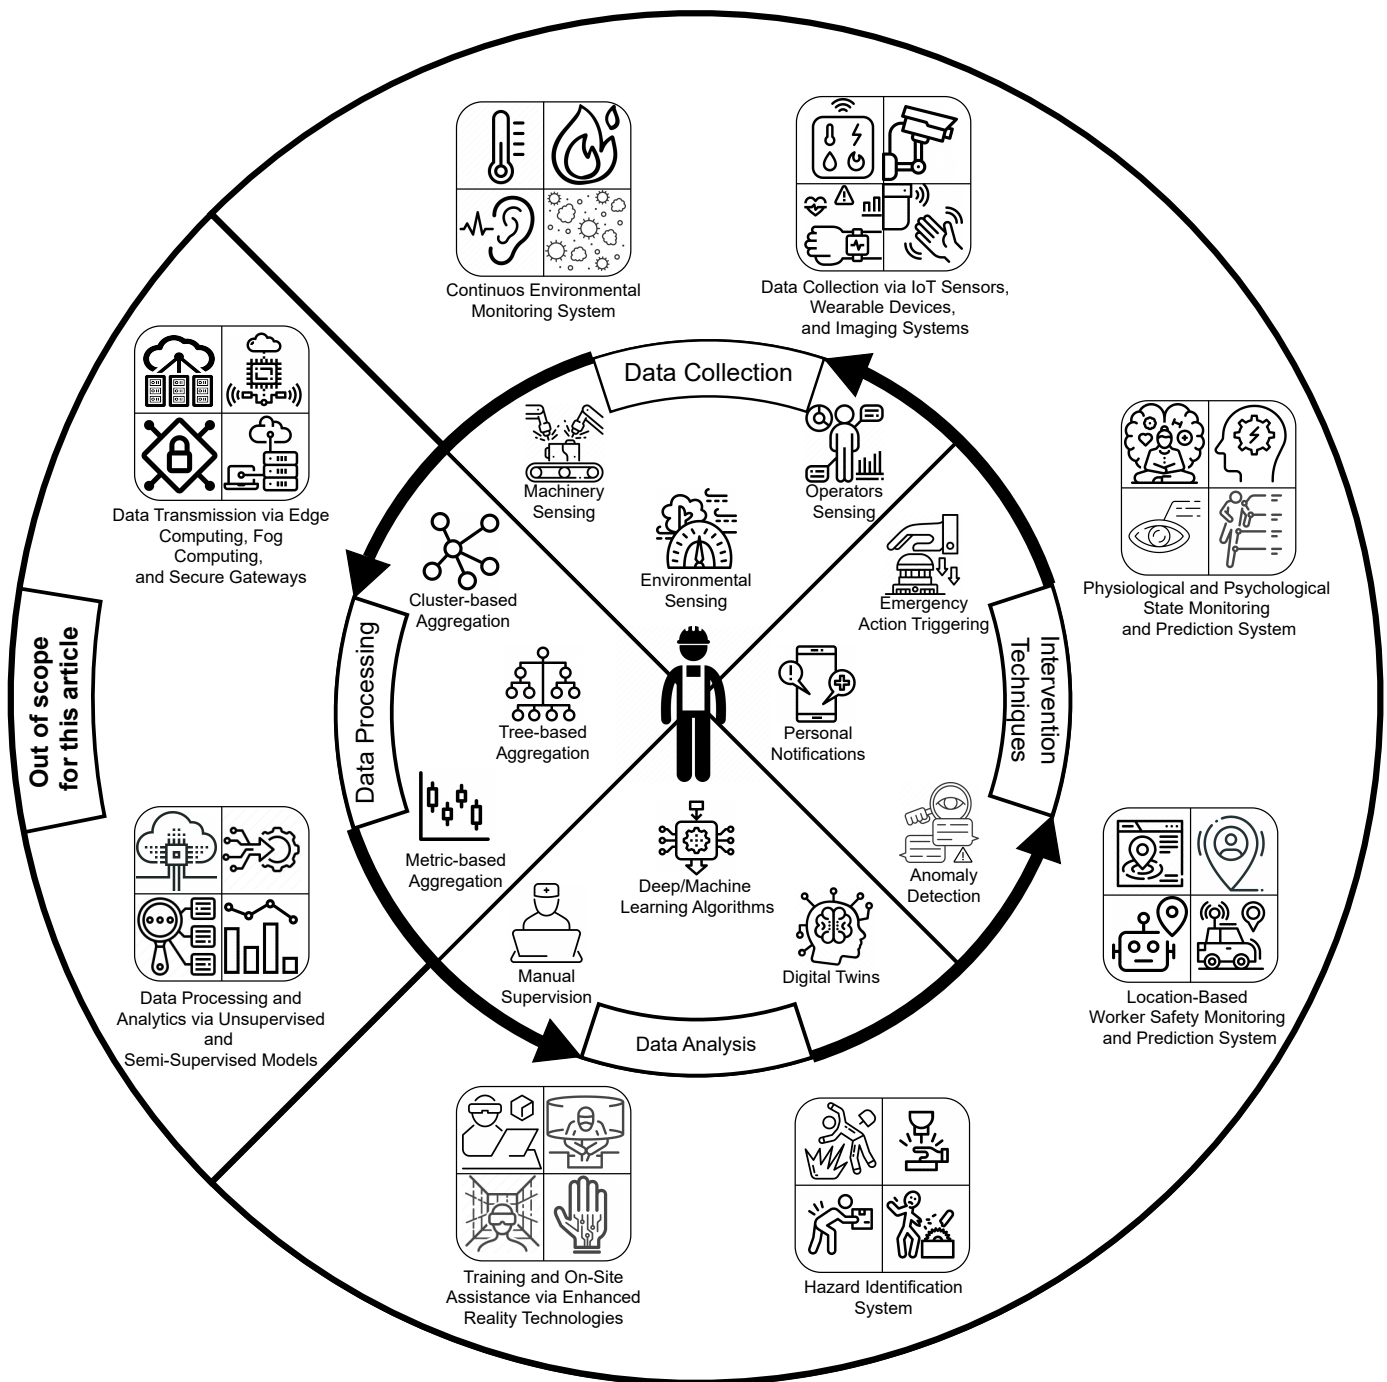 Continuos Environmental
Monitoring System
Data Collection via IoT Sensors,
Wearable Devices,
and Imaging Systems
Data Transmission via Edge
Computing, Fog
Computing,
and Secure Gateways
Physiological and Psychological
State Monitoring
and Prediction System
Data Collection
Machinery
Sensing
Operators
Sensing
Environmental
Sensing
Cluster-based
Aggregation
Emergency
Action Triggering
Out of scope
for this article
Data Processing
Tree-based
Aggregation
Personal
Notifications
Intervention
Techniques
Metric-based
Aggregation
Deep/Machine
Learning Algorithms
Anomaly
Detection
Manual
Supervision
Digital Twins
Data Analysis
Data Processing and
Analytics via Unsupervised
and
Semi-Supervised Models
Location-Based
Worker Safety Monitoring
and Prediction System
Training and On-Site
Assistance via Enhanced
Reality Technologies
Hazard Identification
System